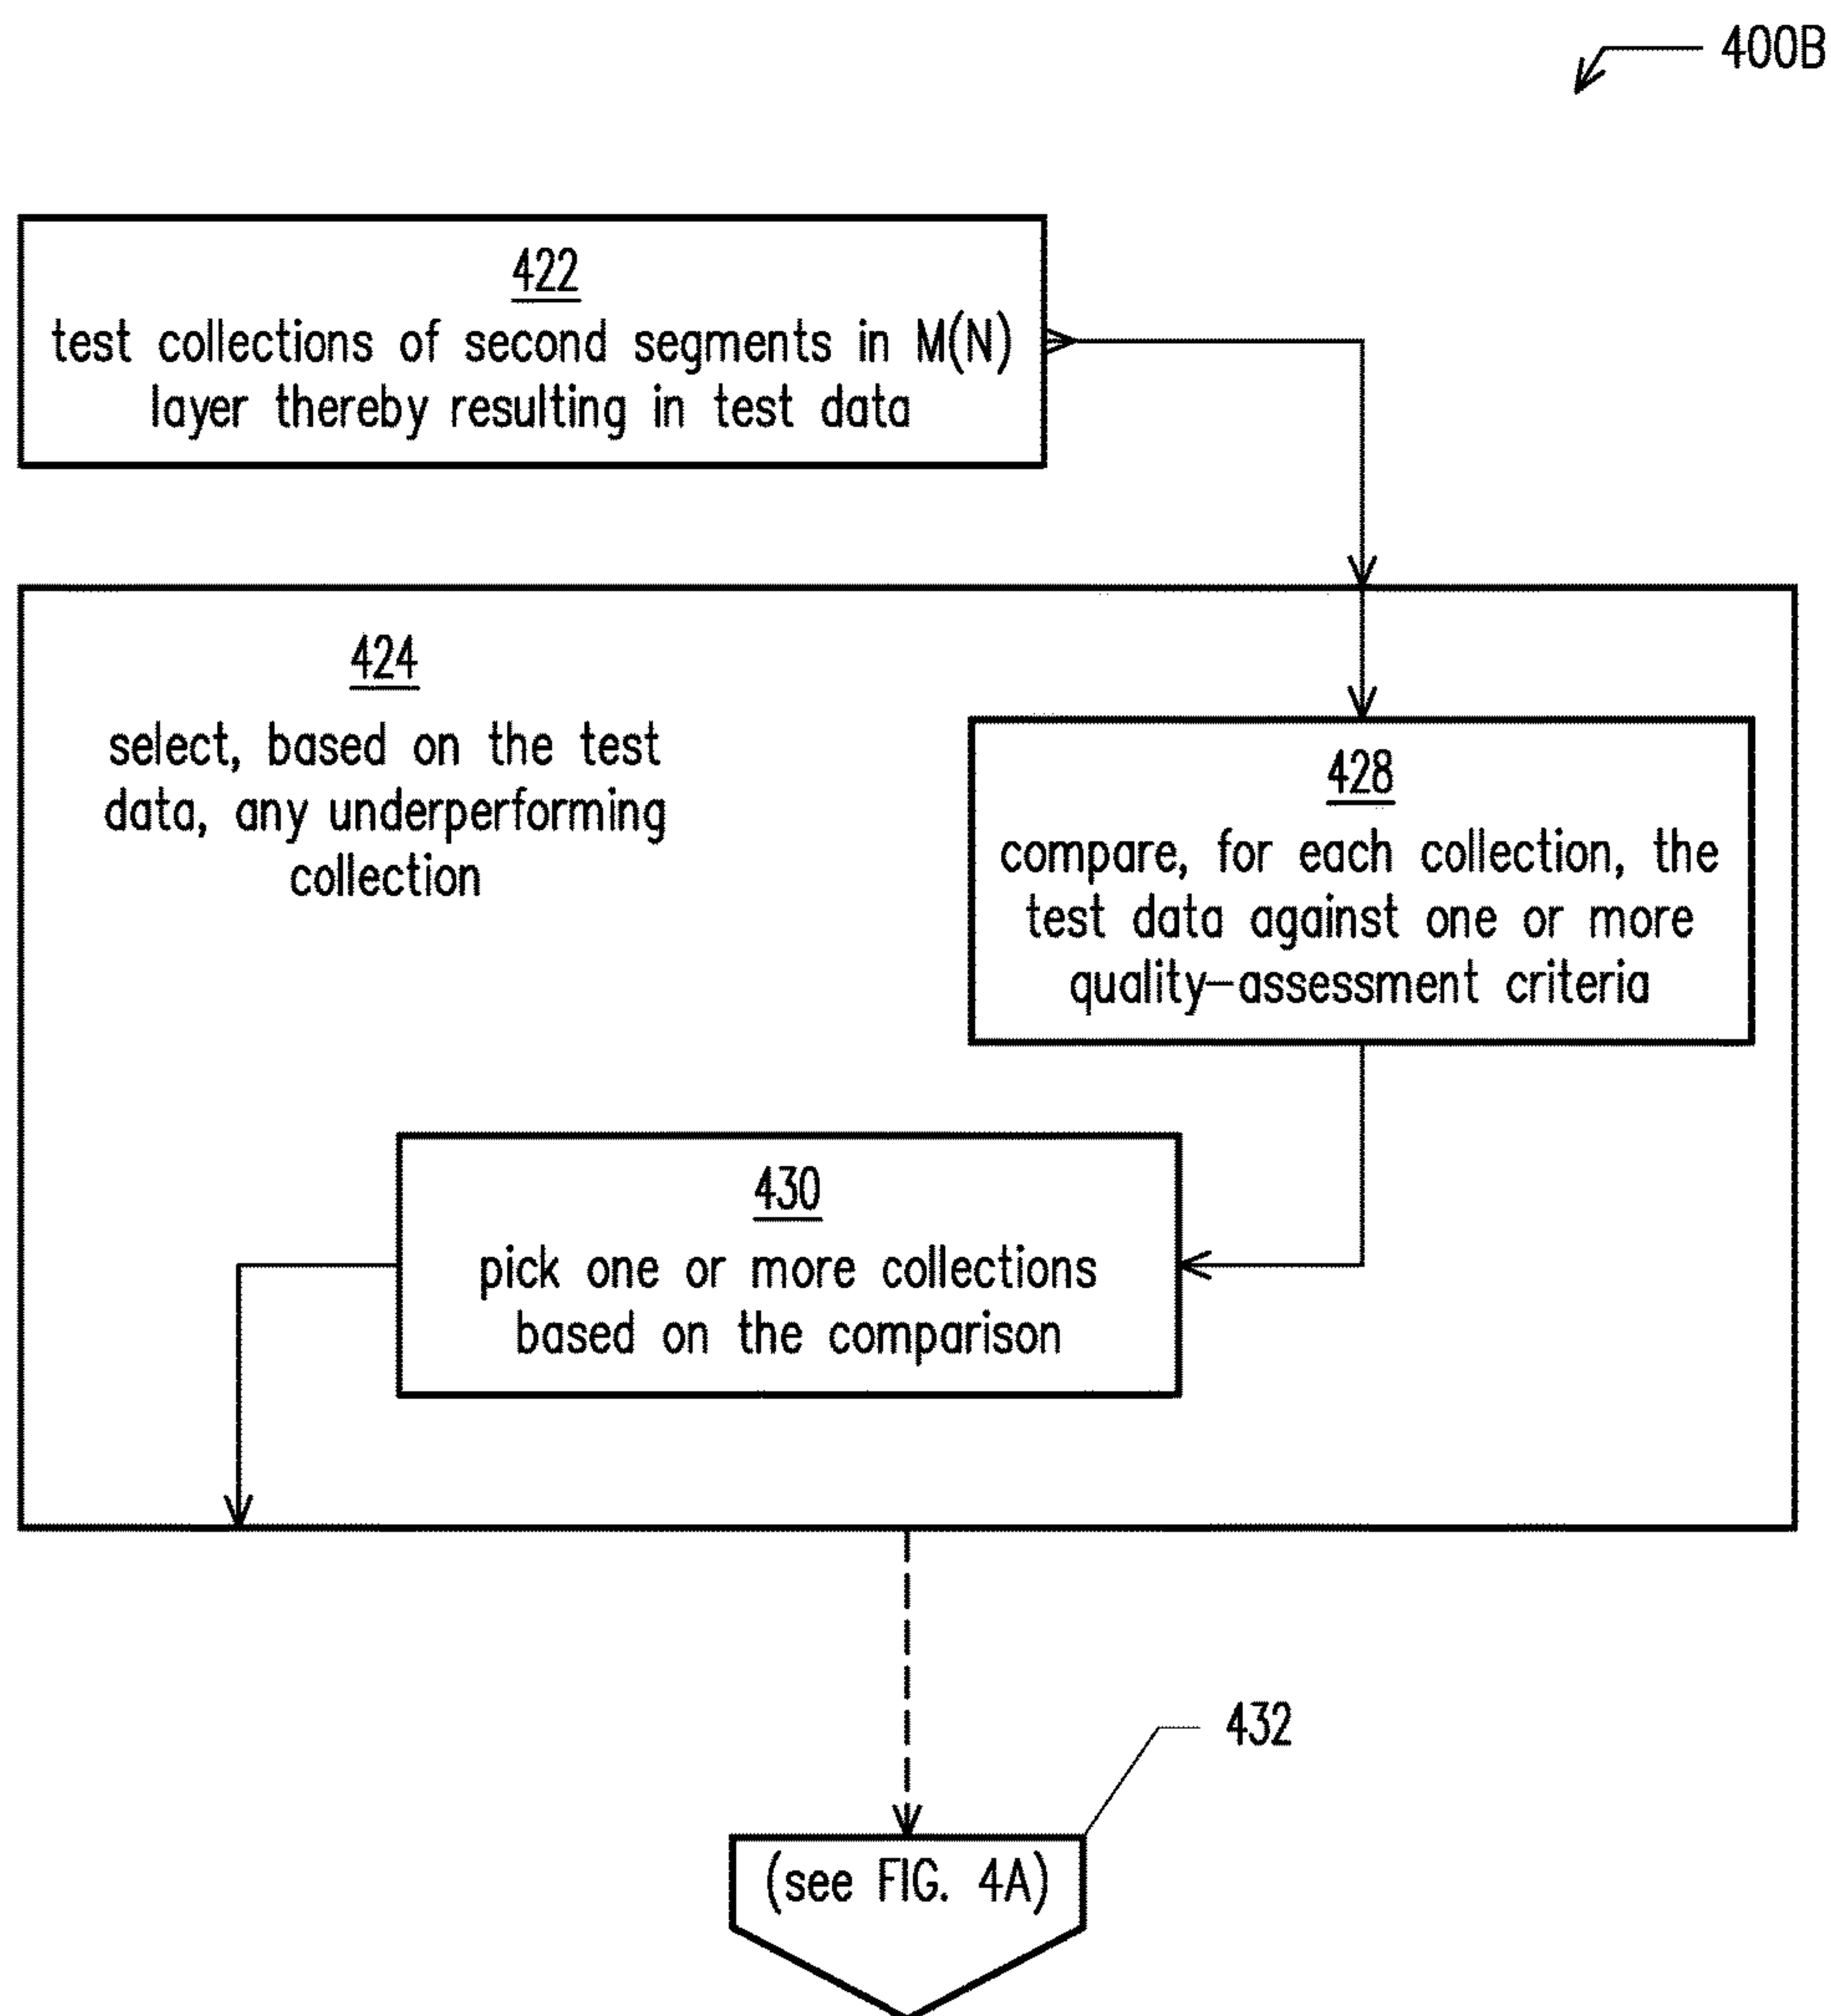 400B
422
test collections of second segments in M(N)
layer thereby resulting in test data
424
select, based on the test
data, any underperforming
collection
428
compare, for each collection, the
test data against one or more
quality-assessment criteria
430
pick one or more collections
based on the comparison
432
(see FIG. 4A)